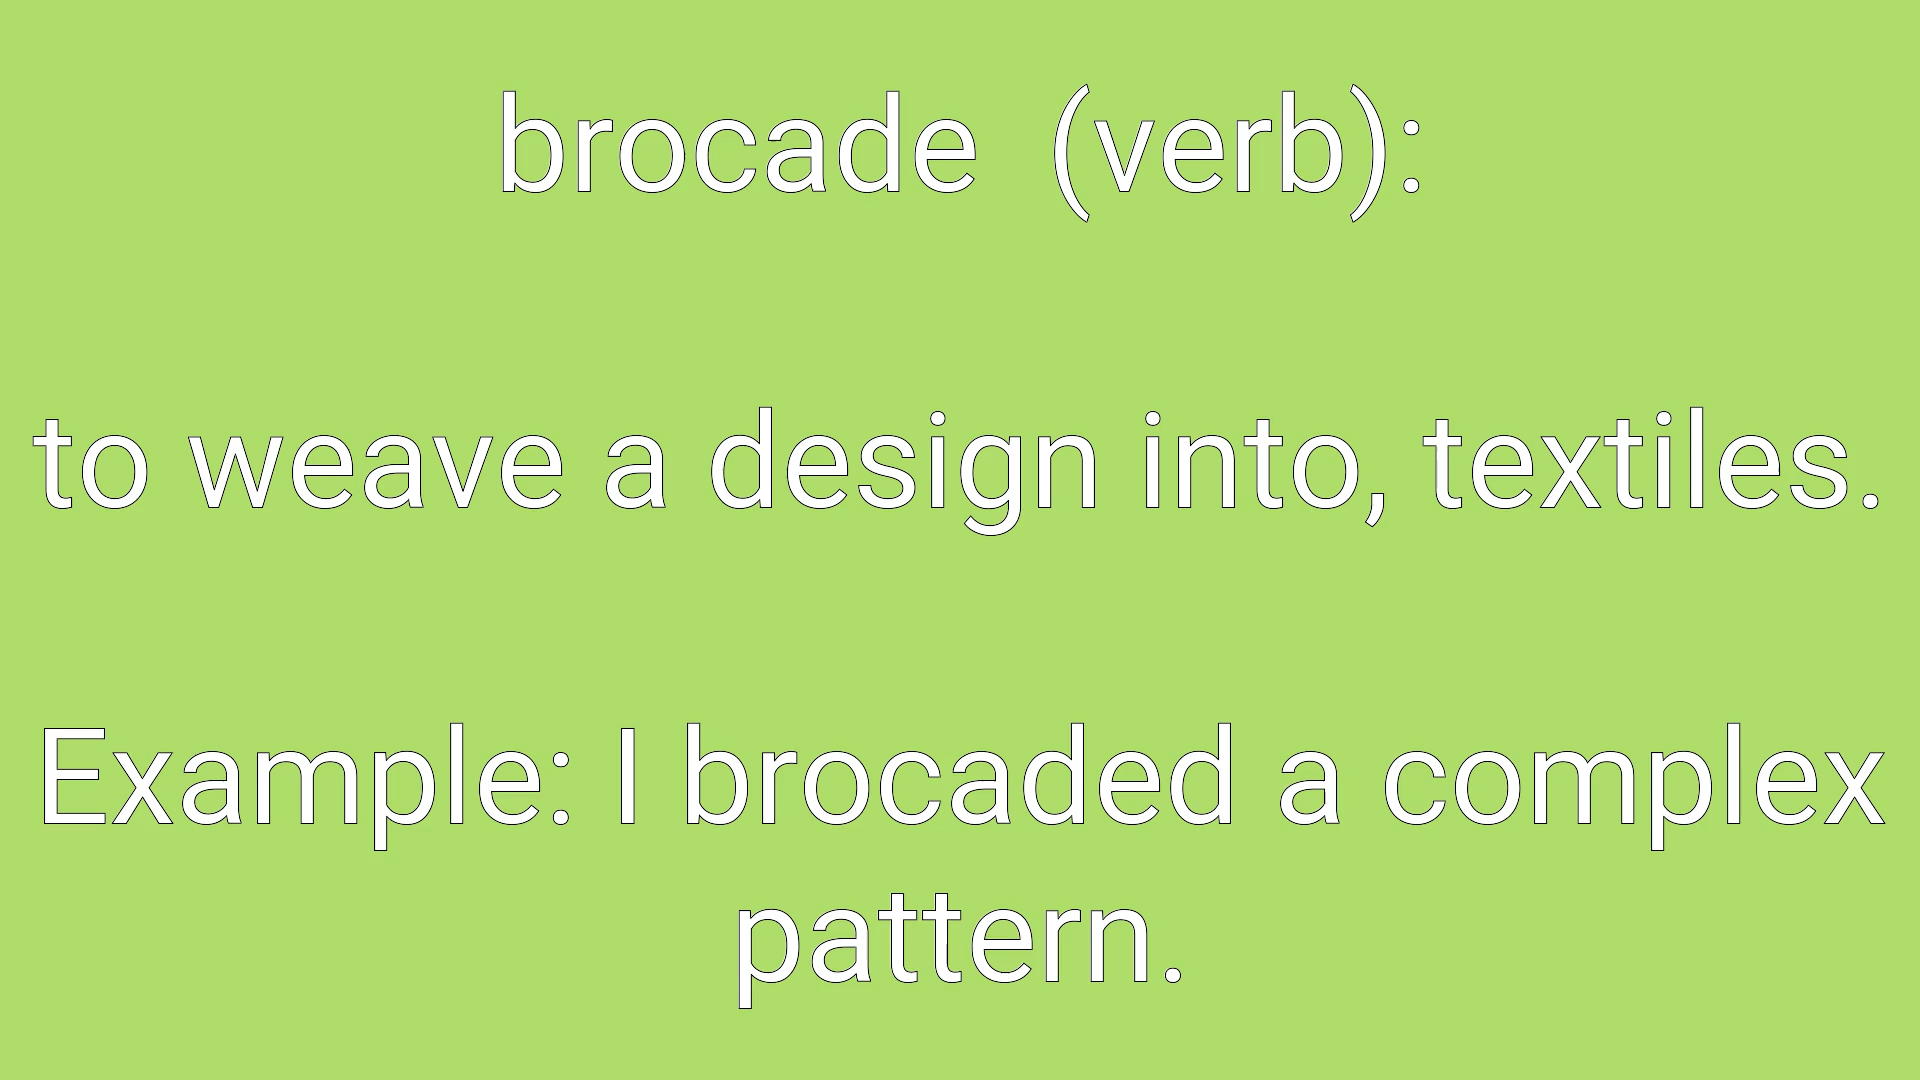 brocade  (verb):
to weave a design into, textiles.
Example: I brocaded a complex
pattern.